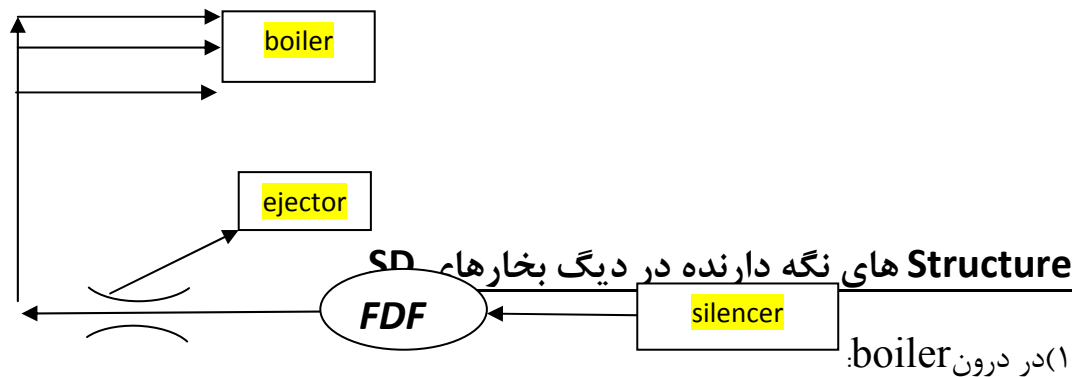 boiler
ejector
Structure های نگه دارنده در دیگ بخارهای SD
FDF
silencer
۱)در درون boiler: